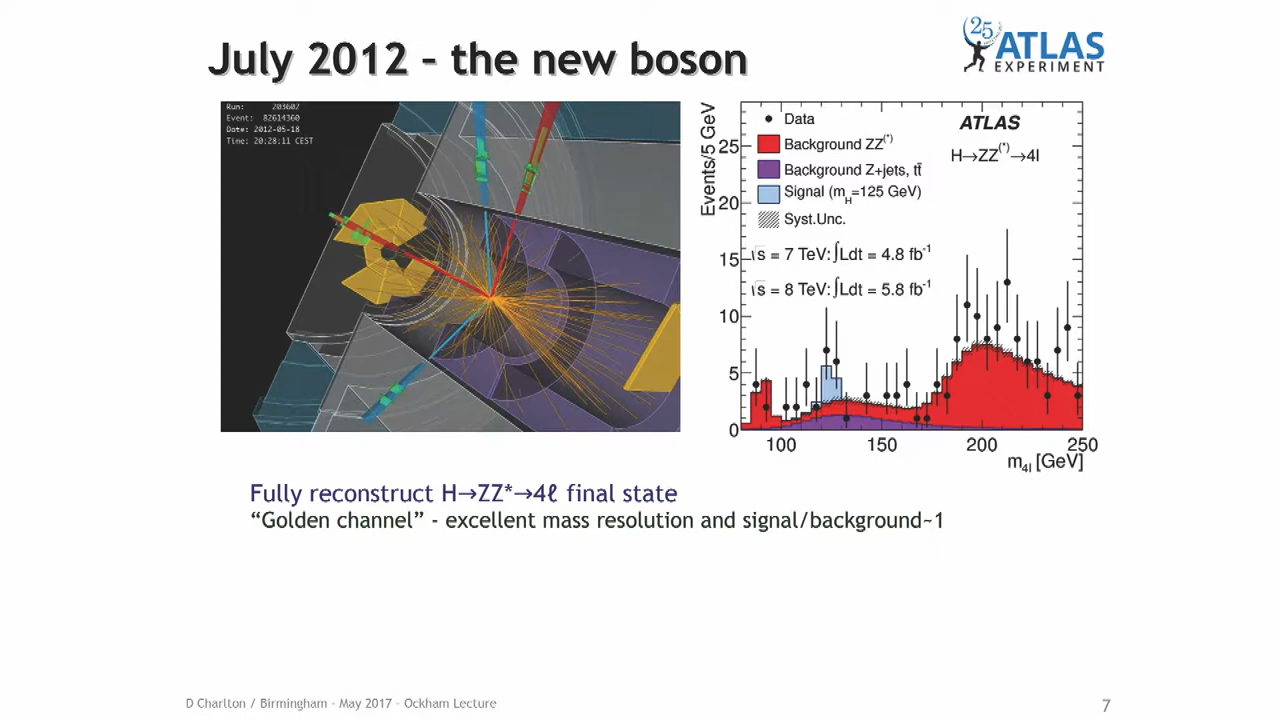 July 2012 – the new boson
25
ATLAS
EXPERIMENT
Run: 203602
Event: 82614360
Date: 2012-05-18
Time: 20:28:11 CEST
Events/5 GeV
25
20
15
10
5
0
Data
Background ZZ(*)
Background Z+jets, tt̄
Signal (mH=125 GeV)
Syst.Unc.
ATLAS
H→ZZ(*)→4l
√s = 7 TeV: ∫Ldt = 4.8 fb-1
√s = 8 TeV: ∫Ldt = 5.8 fb-1
100 150 200 250
m4l [GeV]
Fully reconstruct H→ZZ*→4ℓ final state
“Golden channel” - excellent mass resolution and signal/background~1
D Charlton / Birmingham – May 2017 – Ockham Lecture
7